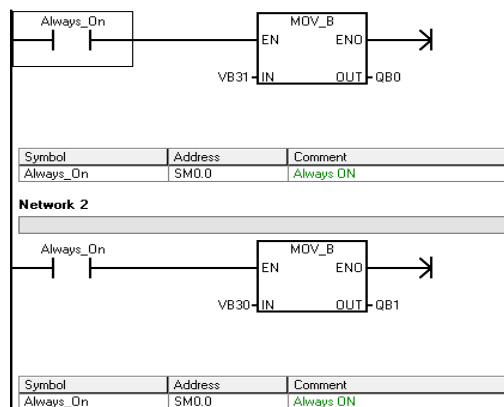 Always_On
MOV_B
EN ENO
VB31 IN OUT QB0
Symbol Address Comment
Always_On SM0.0 Always ON
Network 2
Always_On
MOV_B
EN ENO
VB30 IN OUT QB1
Symbol Address Comment
Always_On SM0.0 Always ON